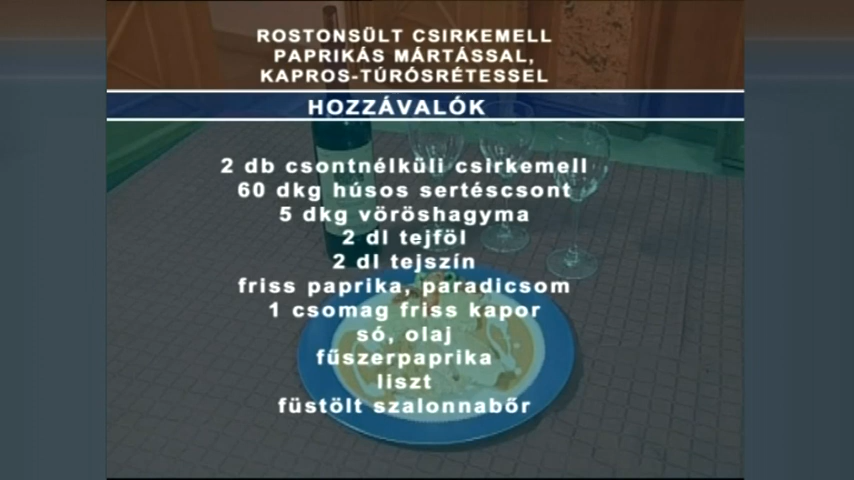 ROSTONSÜLT CSIRKEMELL
PAPRIKÁS MÁRTÁSSAL,
KAPROS-TÚRÓSRÉTESSEL
HOZZÁVALÓK
2 db csontnélküli csirkemell
60 dkg húsos sertéscsont
5 dkg vöröshagyma
2 dl tejföl
2 dl tejszín
friss paprika, paradicsom
1 csomag friss kapor
só, olaj
fűszerpaprika
liszt
füstölt szalonnabőr